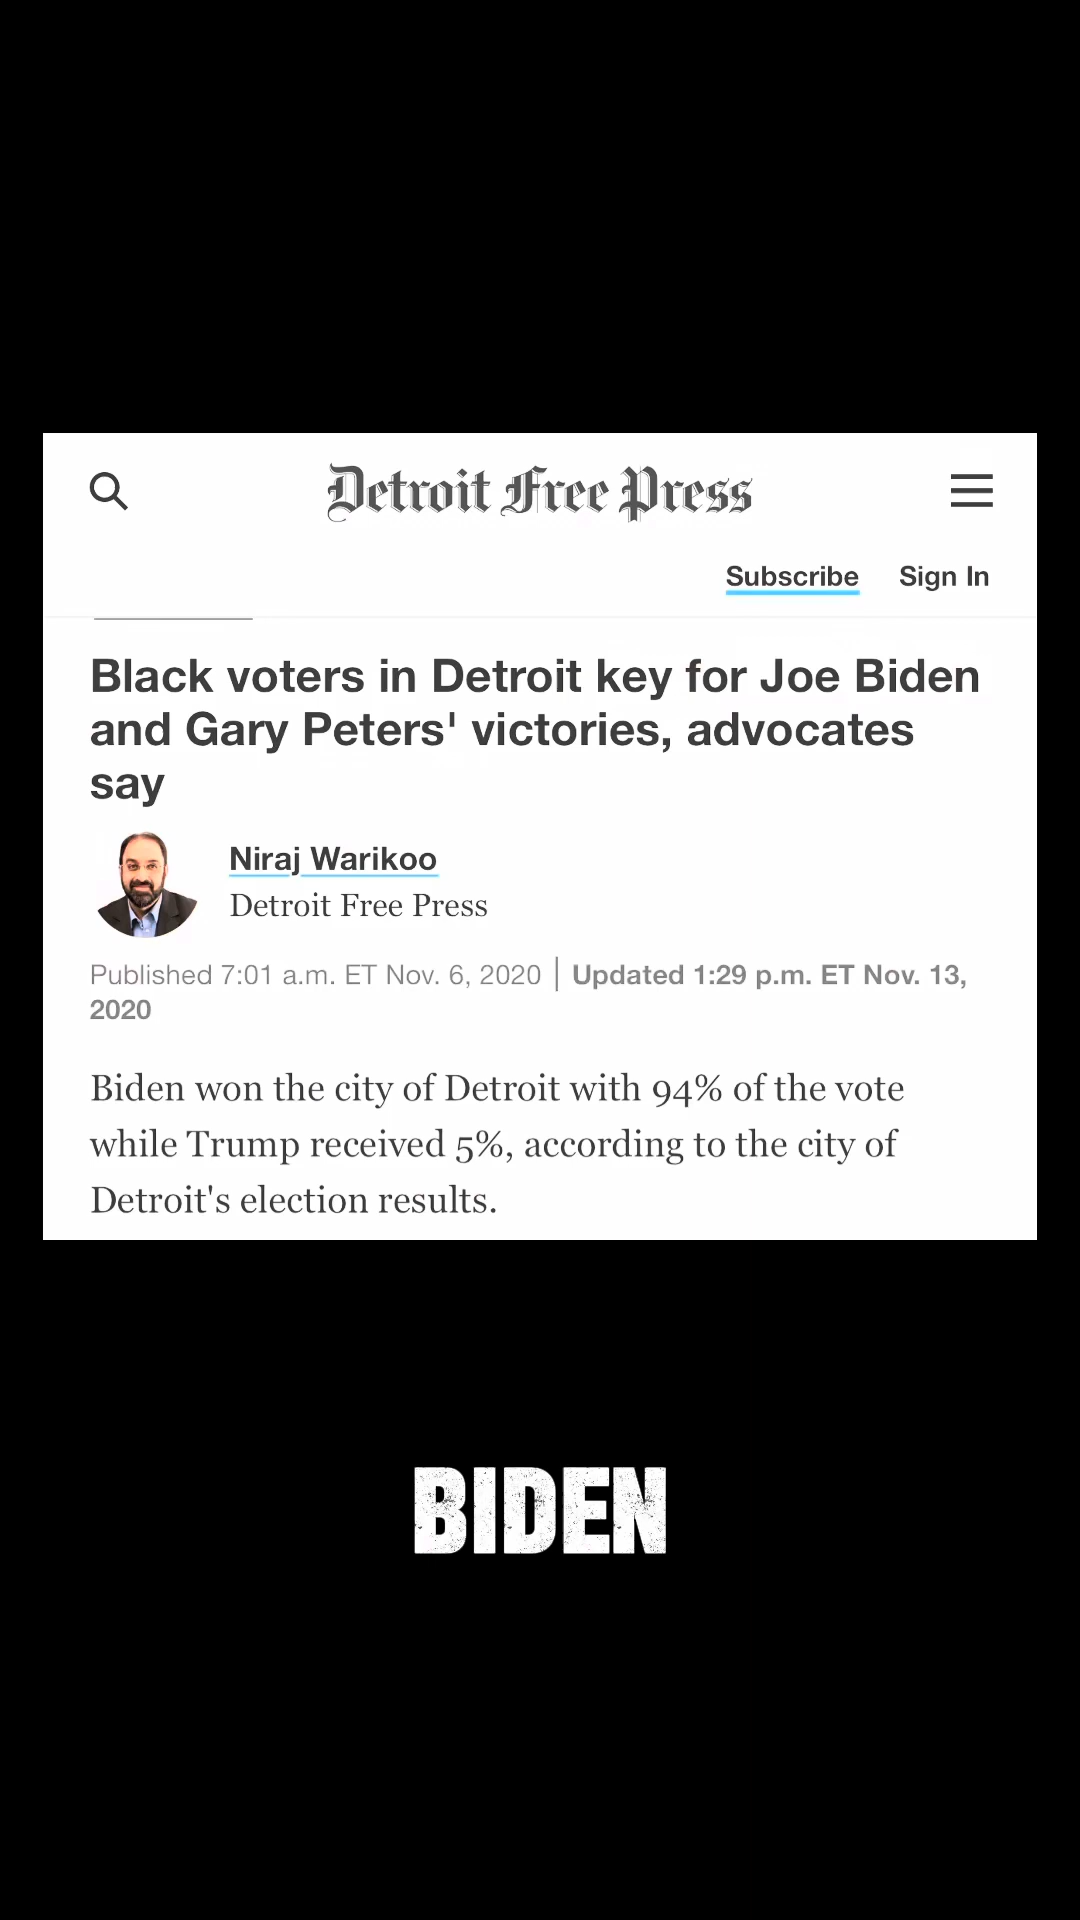 Detroit Free Press
Subscribe Sign In
Black voters in Detroit key for Joe Biden
and Gary Peters' victories, advocates
say
Niraj Warikoo
Detroit Free Press
Published 7:01 a.m. ET Nov. 6, 2020 | Updated 1:29 p.m. ET Nov. 13,
2020
Biden won the city of Detroit with 94% of the vote
while Trump received 5%, according to the city of
Detroit's election results.
BIDEN